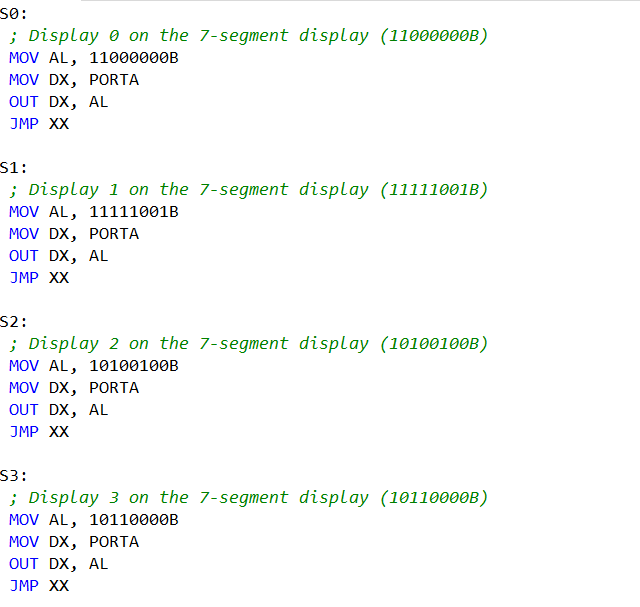 S0:
; Display 0 on the 7-segment display (11000000B)
MOV AL, 11000000B
MOV DX, PORTA
OUT DX, AL
JMP XX
S1:
; Display 1 on the 7-segment display (11111001B)
MOV AL, 11111001B
MOV DX, PORTA
OUT DX, AL
JMP XX
S2:
; Display 2 on the 7-segment display (10100100B)
MOV AL, 10100100B
MOV DX, PORTA
OUT DX, AL
JMP XX
S3:
; Display 3 on the 7-segment display (10110000B)
MOV AL, 10110000B
MOV DX, PORTA
OUT DX, AL
JMP XX